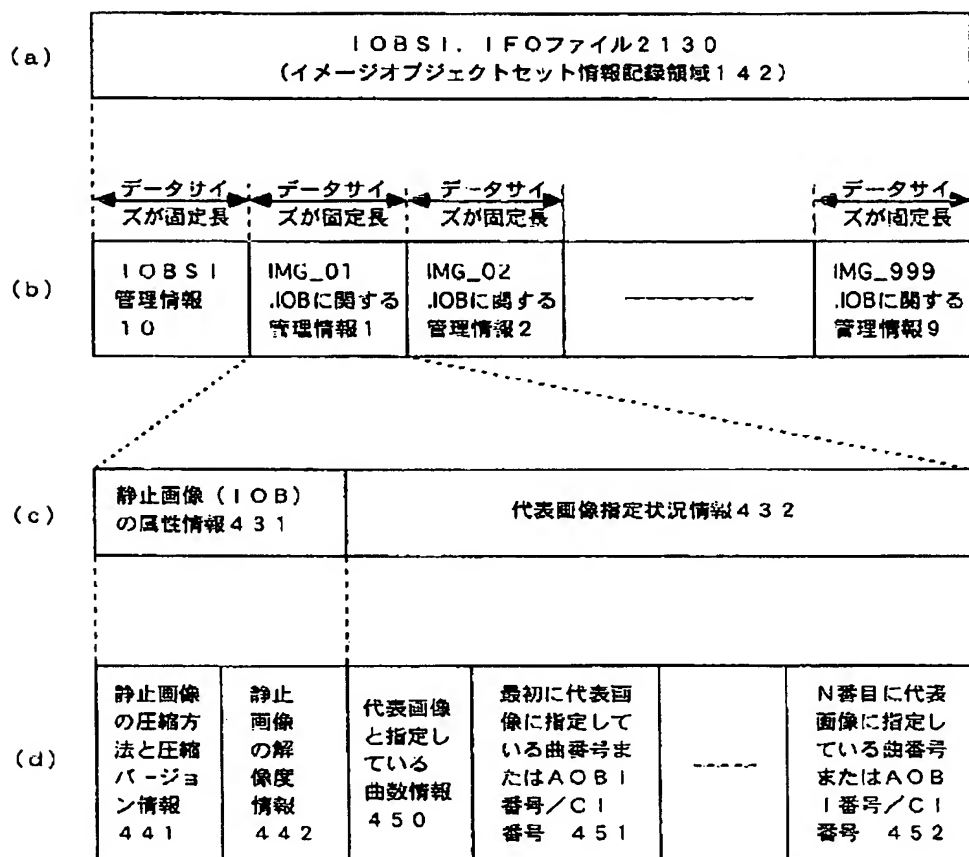 (a)
IOBSI．IFOファイル2130
(イメージオブジェクトセット情報記録領域142)
データサイ
ズが固定長
データサイ
ズが固定長
データサイ
ズが固定長
データサイ
ズが固定長
(b)
IOBSI
管理情報
10
IMG_01
.IOBに関する
管理情報1
IMG_02
.IOBに関する
管理情報2
IMG_999
.IOBに関する
管理情報9
(c)
静止画像(IOB)
の属性情報431
代表画像指定状況情報432
(d)
静止画像
の圧縮方
法と圧縮
バージョ
ン情報
441
静止
画像
の解
像度
情報
442
代表画像
と指定し
ている
曲数情報
450
最初に代表画
像に指定して
いる曲番号ま
たはAOBI
番号/CI
番号 451
N番目に代表
画像に指定し
ている曲番号
またはAOB
I番号/CI
番号 452